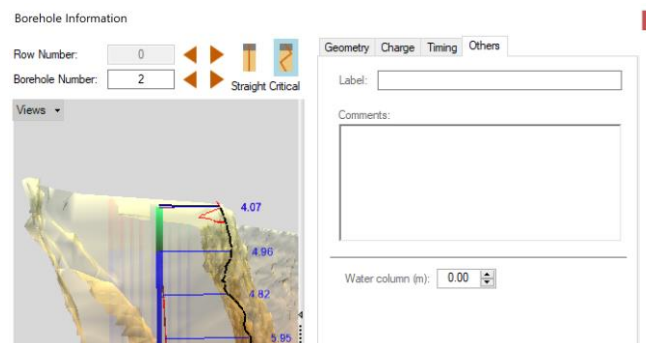 Borehole Information
Row Number: 0
Borehole Number: 2
Straight Critical
Views
4.07
4.96
4.82
5.95
Geometry Charge Timing Others
Label:
Comments:
Water column (m): 0.00